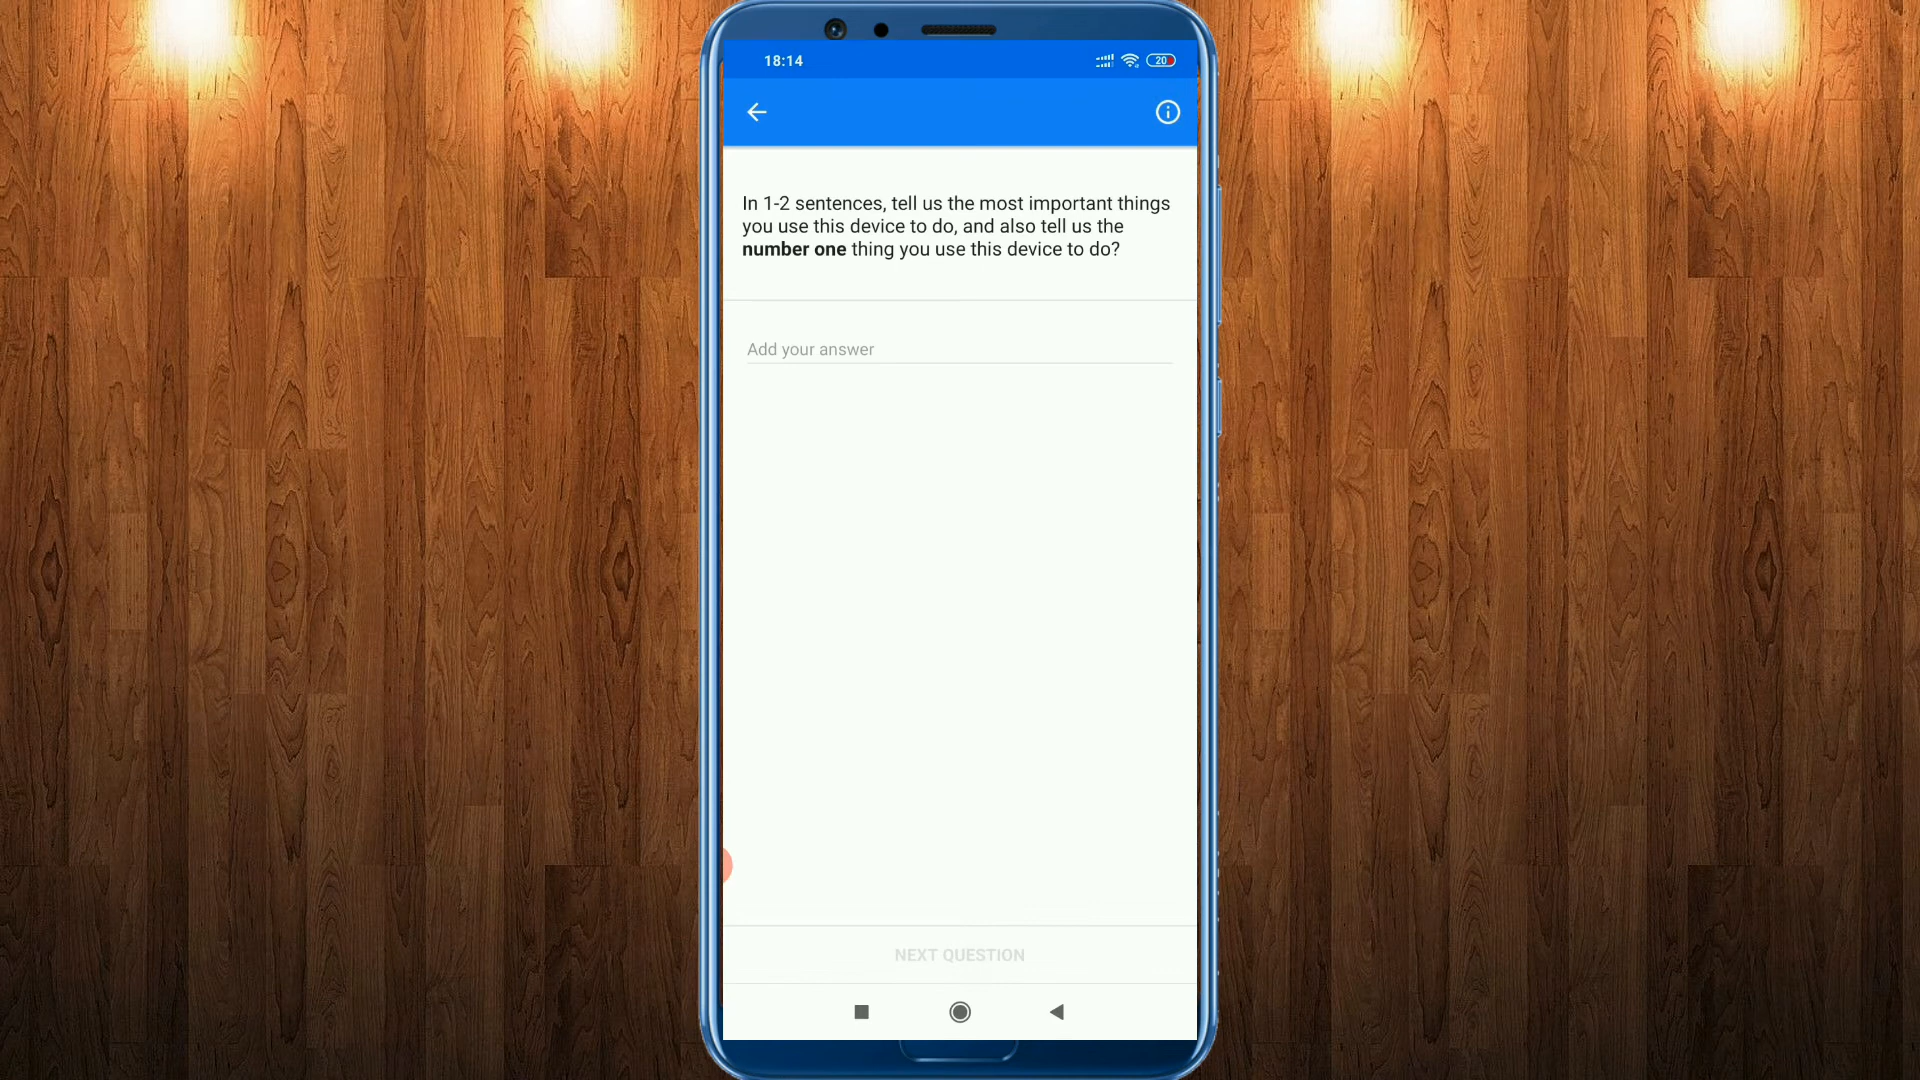 18:14
20
In 1-2 sentences, tell us the most important things
you use this device to do, and also tell us the
number one thing you use this device to do?
Add your answer
NEXT QUESTION